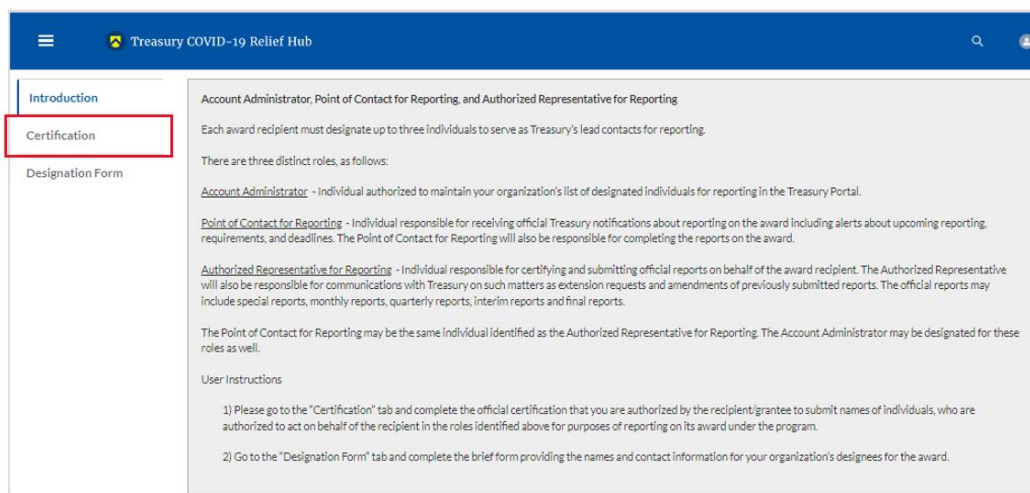 Treasury COVID-19 Relief Hub
Introduction
Certification
Designation Form
Account Administrator, Point of Contact for Reporting, and Authorized Representative for Reporting
Each award recipient must designate up to three individuals to serve as Treasury's lead contacts for reporting.
There are three distinct roles, as follows:
Account Administrator - Individual authorized to maintain your organization's list of designated individuals for reporting in the Treasury Portal.
Point of Contact for Reporting - Individual responsible for receiving official Treasury notifications about reporting on the award including alerts about upcoming reporting,
requirements, and deadlines. The Point of Contact for Reporting will also be responsible for completing the reports on the award.
Authorized Representative for Reporting - Individual responsible for certifying and submitting official reports on behalf of the award recipient. The Authorized Representative
will also be responsible for communications with Treasury on such matters as extension requests and amendments of previously submitted reports. The official reports may
include special reports, monthly reports, quarterly reports, interim reports and final reports.
The Point of Contact for Reporting may be the same individual identified as the Authorized Representative for Reporting. The Account Administrator may be designated for these
roles as well.
User Instructions
1) Please go to the "Certification" tab and complete the official certification that you are authorized by the recipient/grantee to submit names of individuals, who are
authorized to act on behalf of the recipient in the roles identified above for purposes of reporting on its award under the program.
2) Go to the "Designation Form" tab and complete the brief form providing the names and contact information for your organization's designees for the award.